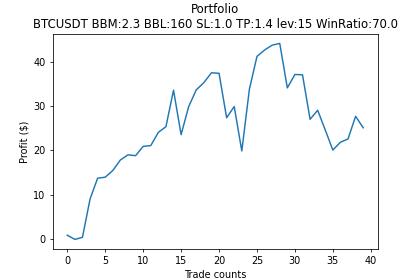 Portfolio
BTCUSDT BBM:2.3 BBL:160 SL:1.0 TP:1.4 lev:15 WinRatio:70.0
40
30
20
10
0
Profit ($)
0 5 10 15 20 25 30 35 40
Trade counts